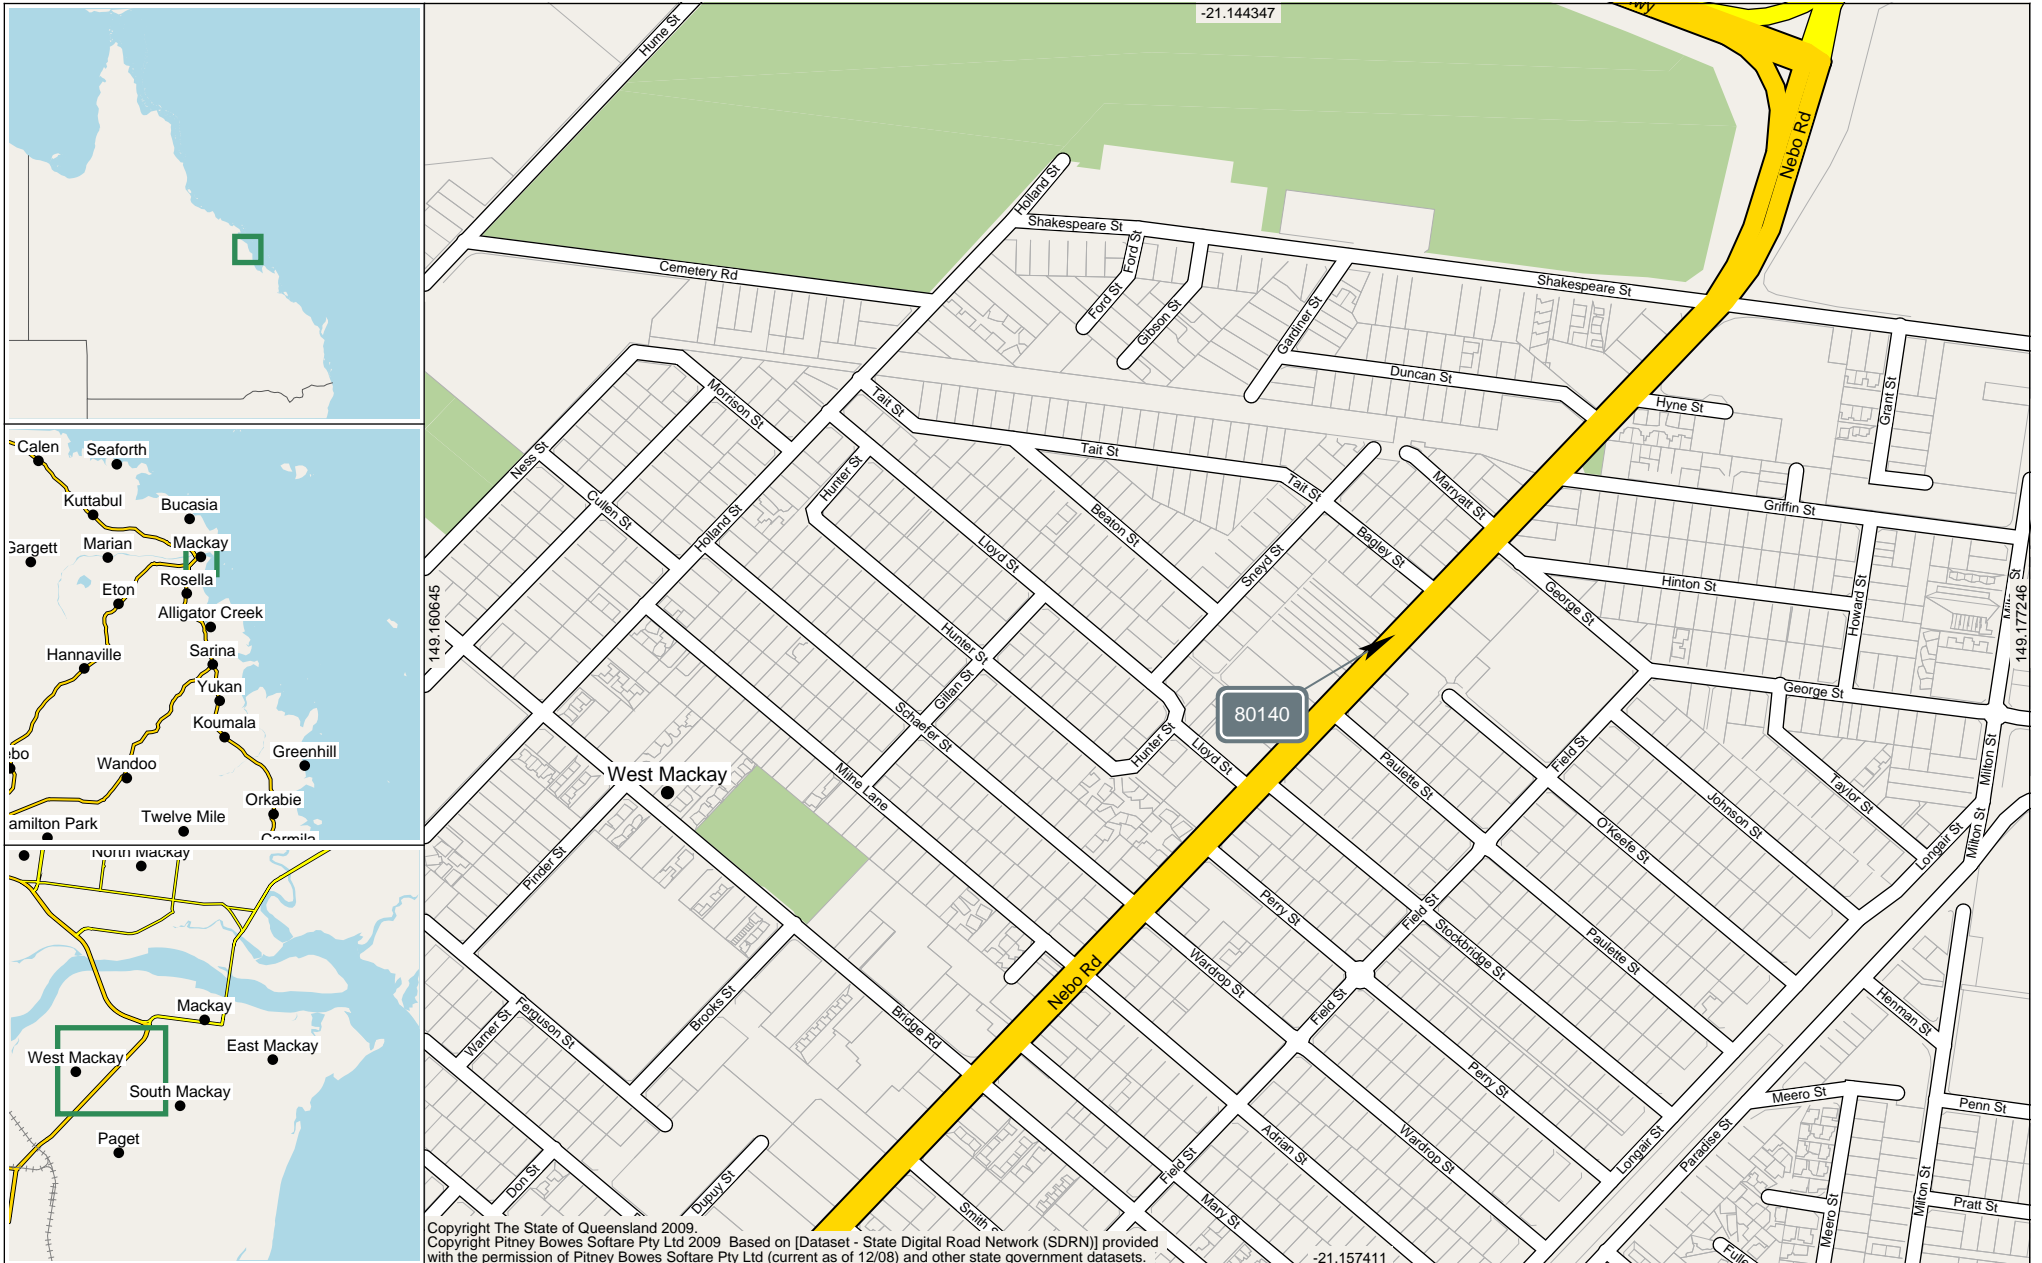 Calen
Seaforth
Kuttabul
Bucasia
Gargett
Marian
Mackay
Rosella
Eton
Alligator Creek
Hannaville
Sarina
Yukan
Koumala
ebo
Wandoo
Greenhill
Orkabie
amilton Park
Twelve Mile
Carmila
North Mackay
Mackay
West Mackay
East Mackay
South Mackay
Paget
-21.144347
wy
Hume St
Nebo Rd
Holland St
Shakespeare St
Ford St
Cemetery Rd
Ford St
Gibson St
Gardiner St
Shakespeare St
Duncan St
Hyne St
Grant St
Morrison St
Tait St
Tait St
Ness St
Hunter St
Tait St
Marryatt St
Cullen St
Holland St
Beaton St
Griffin St
Lloyd St
Sneyd St
Bagley St
Hinton St
Howard St
George St
149.160645
149.177246
Hunter St
Gillan St
Schaefer St
80140
George St
Hunter St
Lloyd St
Field St
Paulette St
Milton St
West Mackay
Milne Lane
Taylor St
Johnson St
O'Keefe St
Longair St
Milton St
Pinder St
Perry St
Field St
Stockbridge St
Paulette St
Nebo Rd
Wardrop St
Field St
Ferguson St
Warner St
Brooks St
Bridge Rd
Henman St
Perry St
Meero St
Penn St
Adrian St
Wardrop St
Longair St
Paradise St
Don St
Dupuy St
Field St
Mary St
Smith S
Milton St
Meero St
Pratt St
Fulle
-21.157411
Copyright The State of Queensland 2009.
Copyright Pitney Bowes Softare Pty Ltd 2009  Based on [Dataset - State Digital Road Network (SDRN)] provided
with the permission of Pitney Bowes Softare Pty Ltd (current as of 12/08) and other state government datasets.